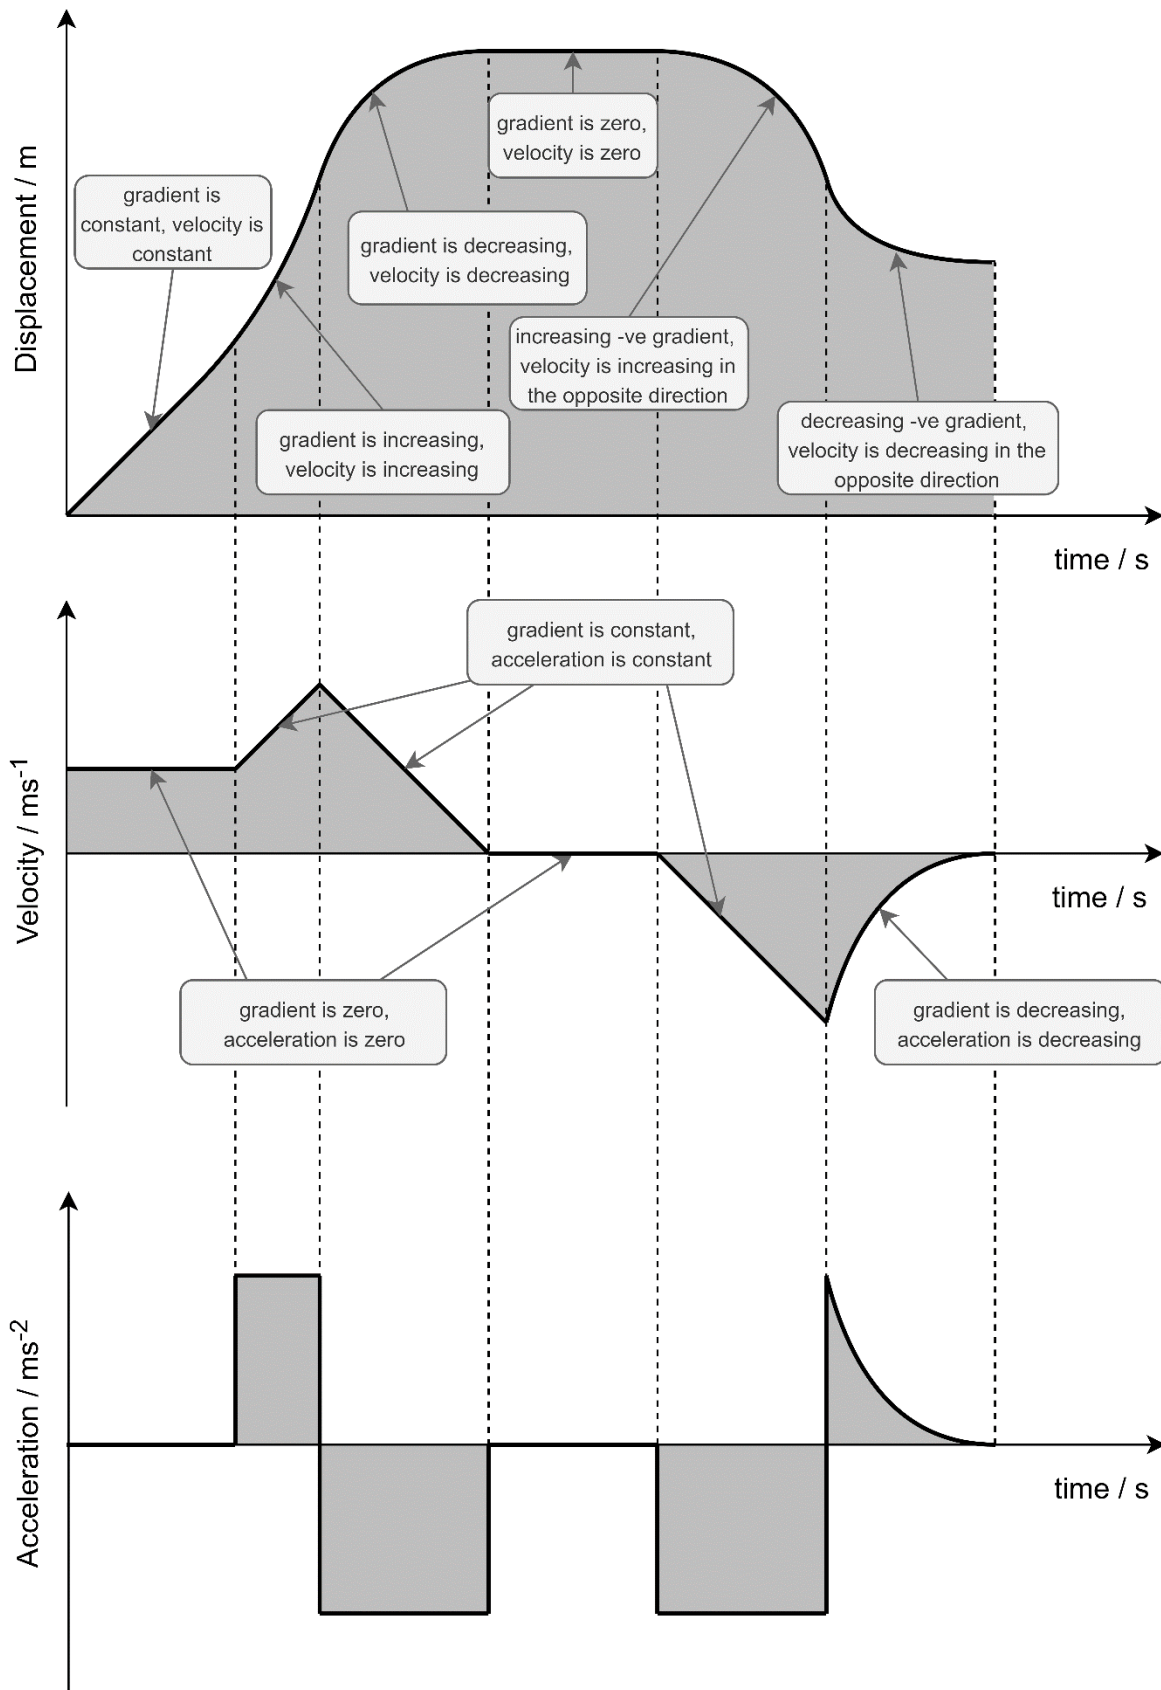 Displacement / m
gradient is
constant, velocity is
constant
gradient is zero,
velocity is zero
gradient is decreasing,
velocity is decreasing
increasing -ve gradient,
velocity is increasing in
the opposite direction
gradient is increasing,
velocity is increasing
decreasing -ve gradient,
velocity is decreasing in the
opposite direction
time / s
Velocity / ms⁻¹
gradient is constant,
acceleration is constant
time / s
gradient is zero,
acceleration is zero
gradient is decreasing,
acceleration is decreasing
Acceleration / ms⁻²
time / s